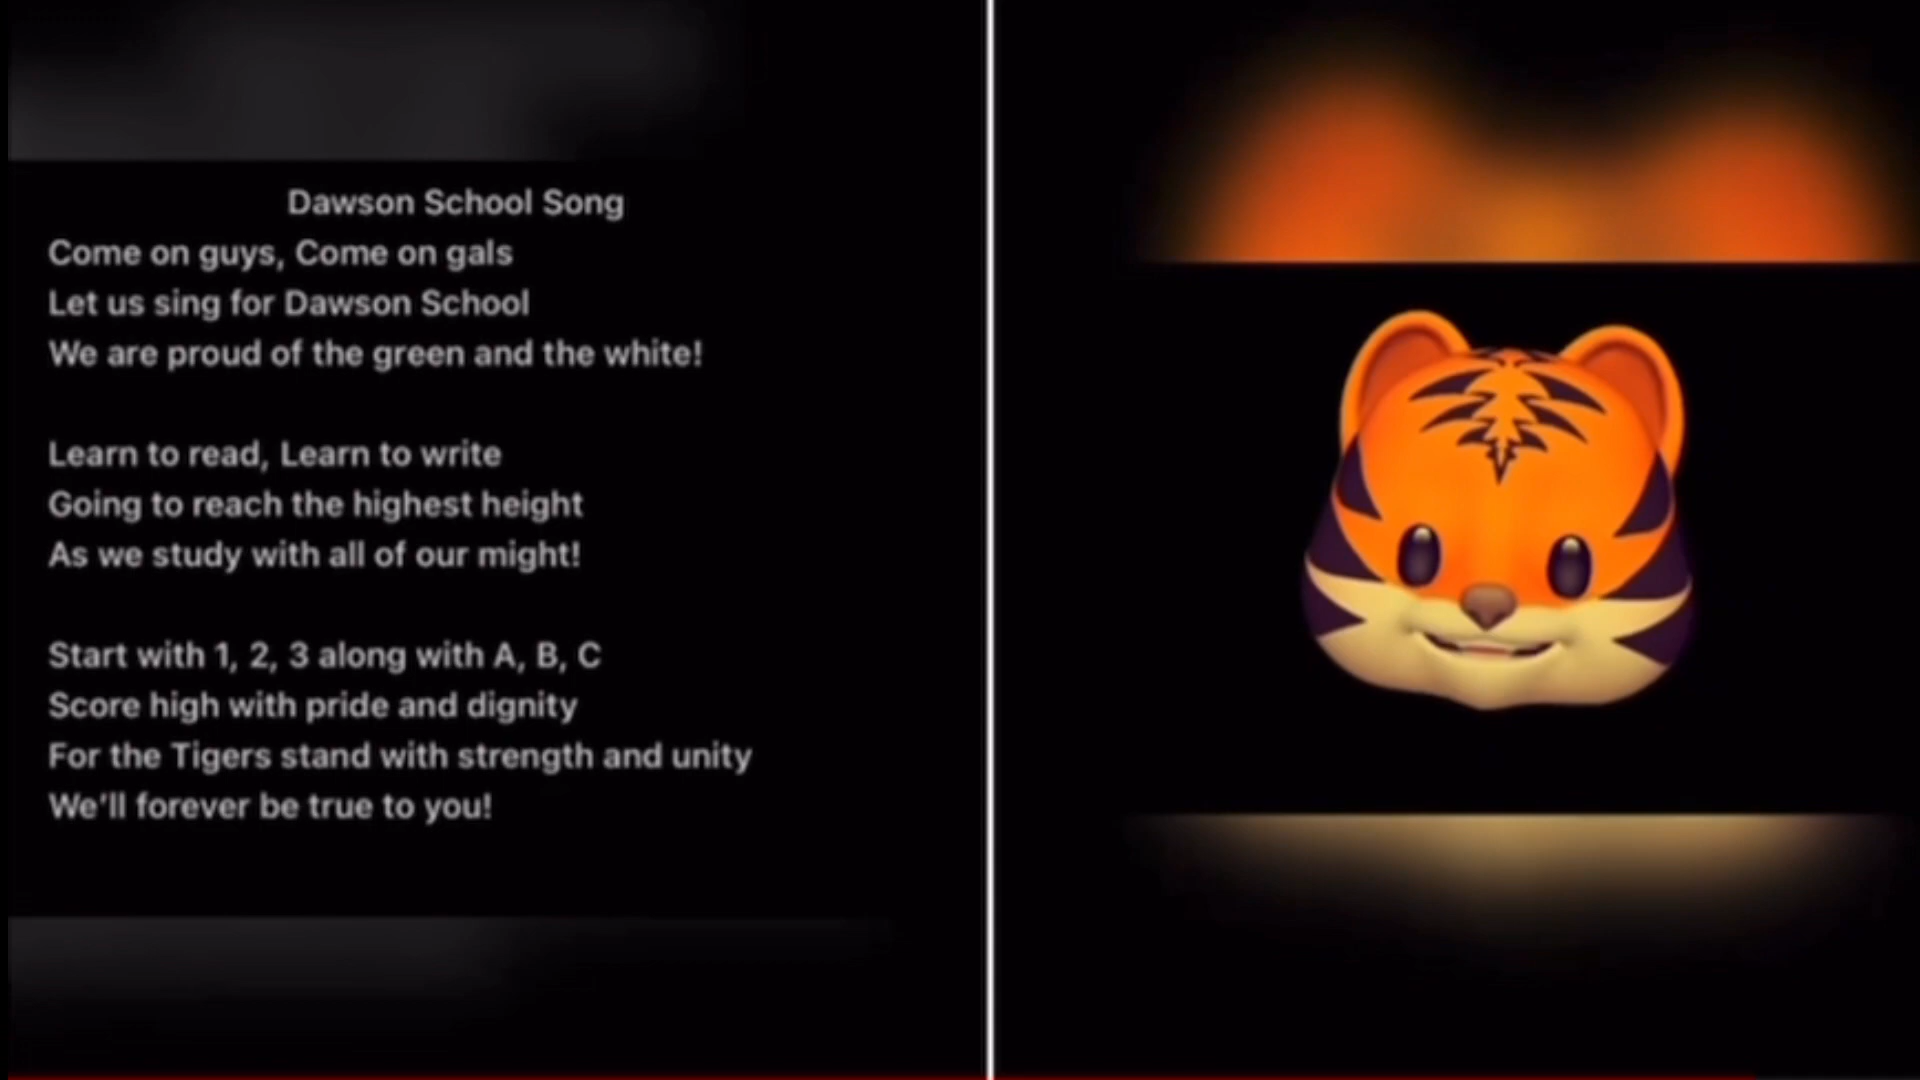 Dawson School Song
Come on guys, Come on gals
Let us sing for Dawson School
We are proud of the green and the white!
Learn to read, Learn to write
Going to reach the highest height
As we study with all of our might!
Start with 1, 2, 3 along with A, B, C
Score high with pride and dignity
For the Tigers stand with strength and unity
We'll forever be true to you!